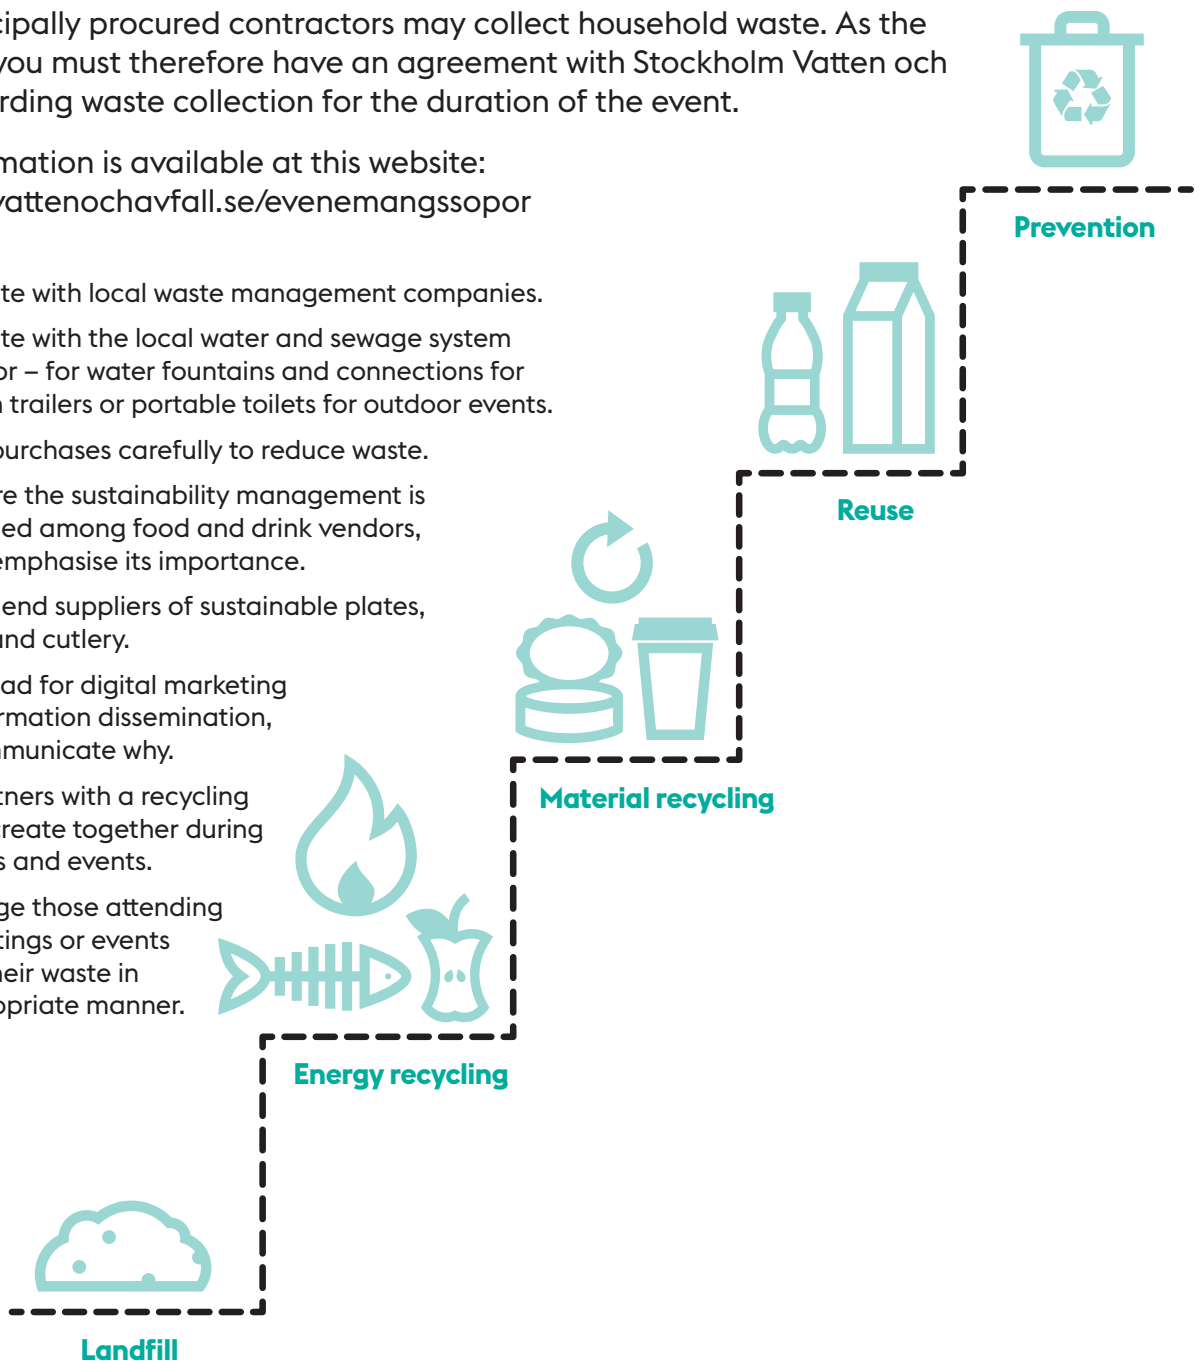 cipally procured contractors may collect household waste. As the
you must therefore have an agreement with Stockholm Vatten och
rding waste collection for the duration of the event.
mation is available at this website:
vattenochavfall.se/evenemangssopor
te with local waste management companies.
te with the local water and sewage system
or – for water fountains and connections for
n trailers or portable toilets for outdoor events.
purchases carefully to reduce waste.
re the sustainability management is
ed among food and drink vendors,
emphasise its importance.
end suppliers of sustainable plates,
and cutlery.
ad for digital marketing
rmation dissemination,
mmunicate why.
tners with a recycling
create together during
s and events.
ge those attending
tings or events
heir waste in
opriate manner.
Prevention
Reuse
Material recycling
Energy recycling
Landfill